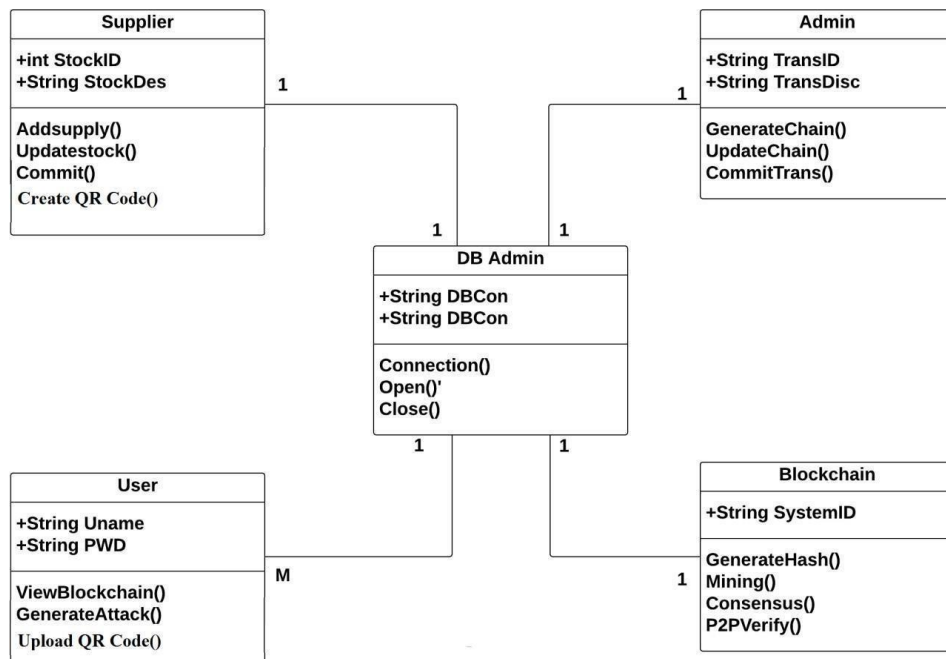 Supplier
+int StockID
+String StockDes
Addsupply()
Updatestock()
Commit()
Create QR Code()
1
1
Admin
+String TransID
+String TransDisc
GenerateChain()
UpdateChain()
CommitTrans()
1
1
DB Admin
+String DBCon
+String DBCon
Connection()
Open()'
Close()
1
1
User
+String Uname
+String PWD
ViewBlockchain()
GenerateAttack()
Upload QR Code()
M
Blockchain
+String SystemID
GenerateHash()
Mining()
Consensus()
P2PVerify()
1